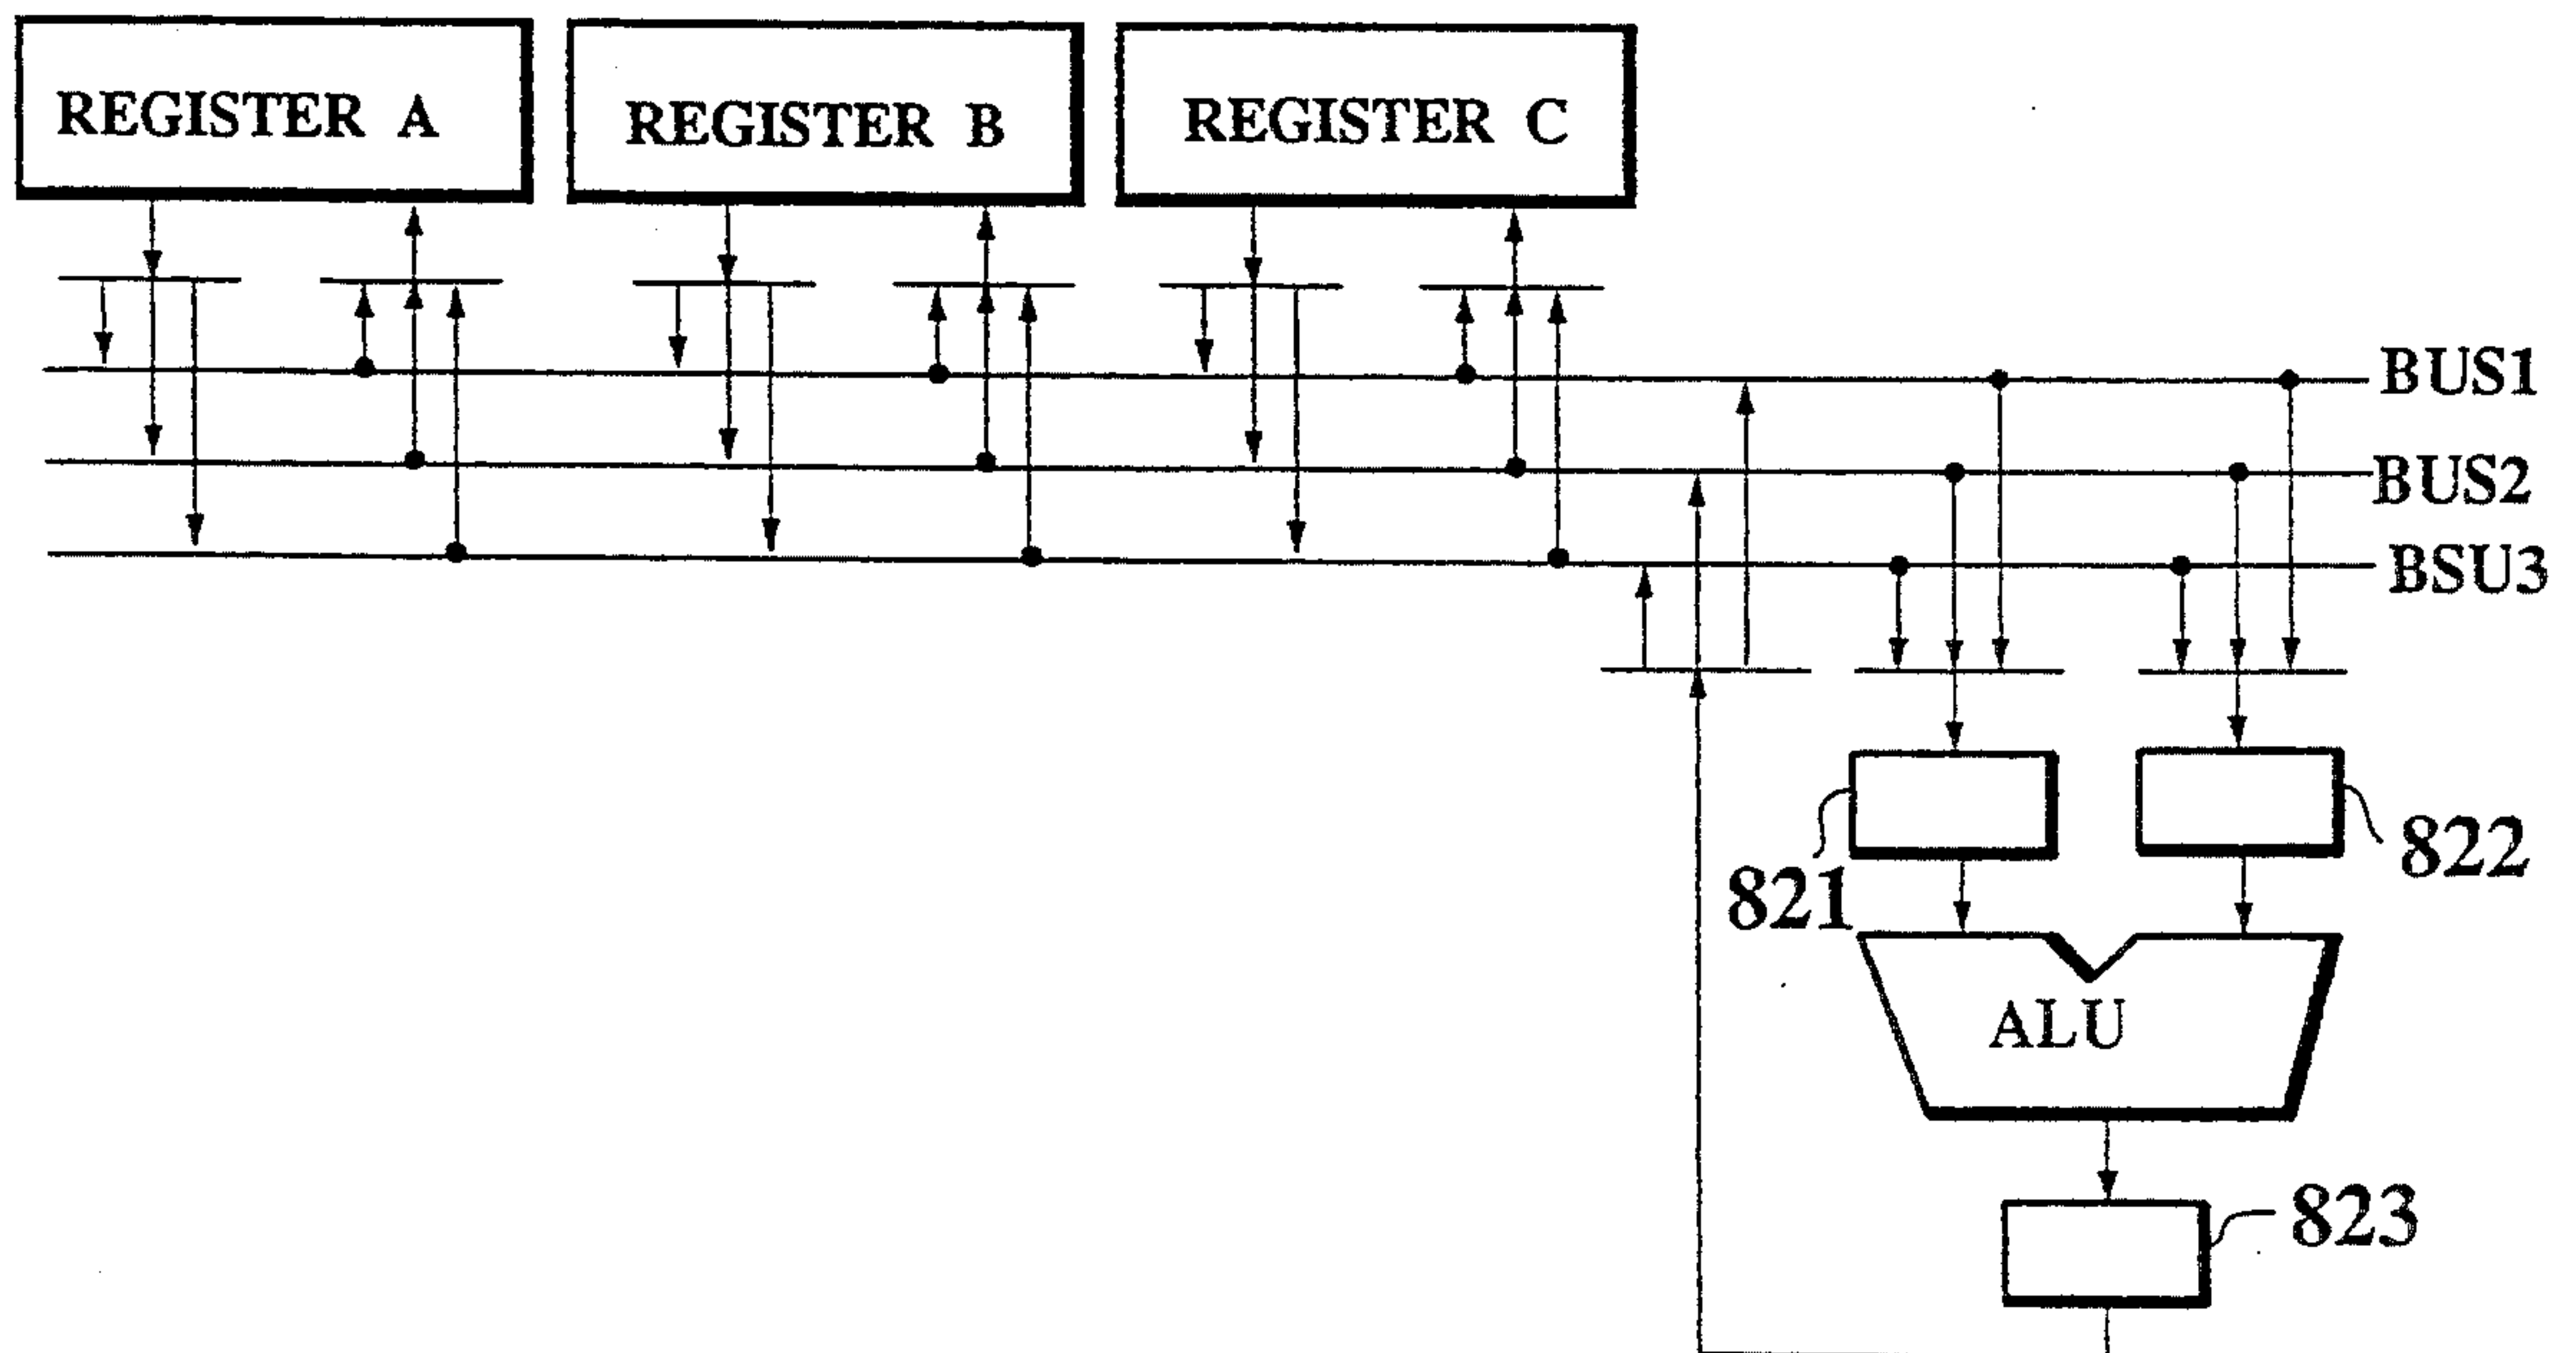 REGISTER A
REGISTER B
REGISTER C
BUS1
BUS2
BSU3
821
822
ALU
823